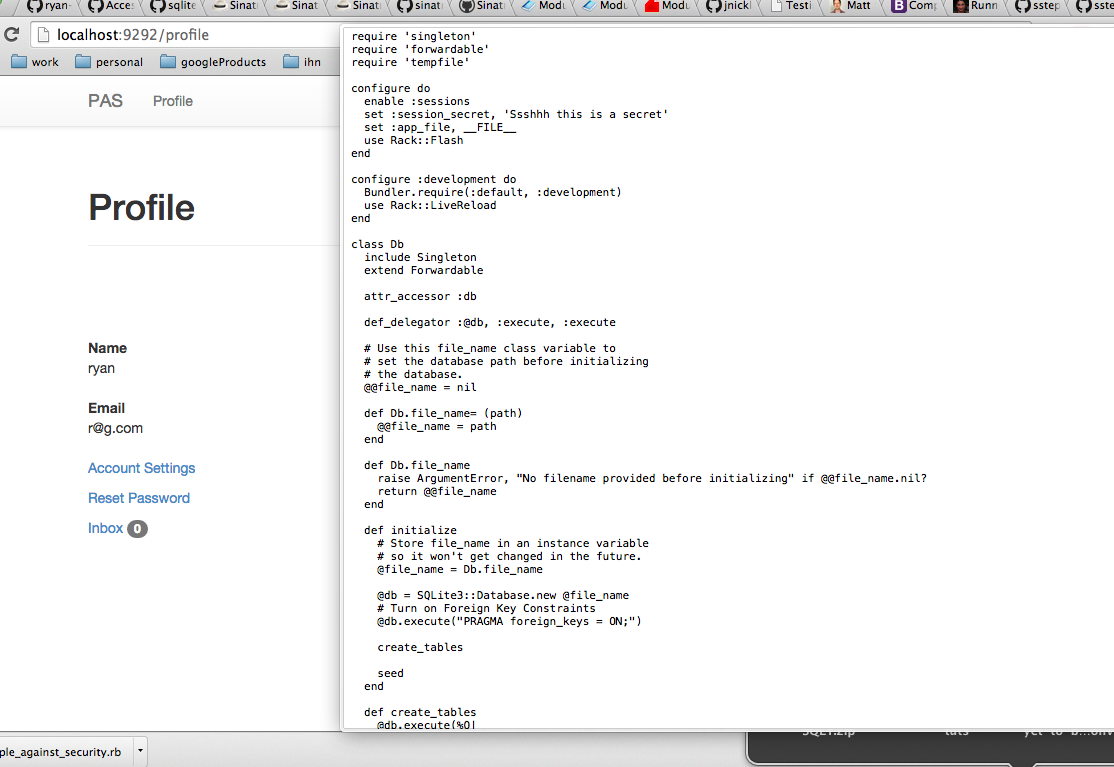 ryan-
Acces
sqlite
Sinat
Sinat
Sinati
sinat
Sinati
Modu
Modu
Modu
jnickl
Testi
Matt
Comp
Runn
sstep
sste
localhost:9292/profile
work
personal
googleProducts
ihn
PAS
Profile
Profile
Name
ryan
Email
r@g.com
Account Settings
Reset Password
Inbox 0
require 'singleton'
require 'forwardable'
require 'tempfile'
configure do
enable :sessions
set :session_secret, 'Ssshhh this is a secret'
set :app_file, __FILE__
use Rack::Flash
end
configure :development do
Bundler.require(:default, :development)
use Rack::LiveReload
end
class Db
include Singleton
extend Forwardable
attr_accessor :db
def_delegator :@db, :execute, :execute
# Use this file_name class variable to
# set the database path before initializing
# the database.
@@file_name = nil
def Db.file_name= (path)
@@file_name = path
end
def Db.file_name
raise ArgumentError, "No filename provided before initializing" if @@file_name.nil?
return @@file_name
end
def initialize
# Store file_name in an instance variable
# so it won't get changed in the future.
@file_name = Db.file_name
@db = SQLite3::Database.new @file_name
# Turn on Foreign Key Constraints
@db.execute("PRAGMA foreign_keys = ON;")
create_tables
seed
end
def create_tables
@db.execute(%Q|
ple_against_security.rb